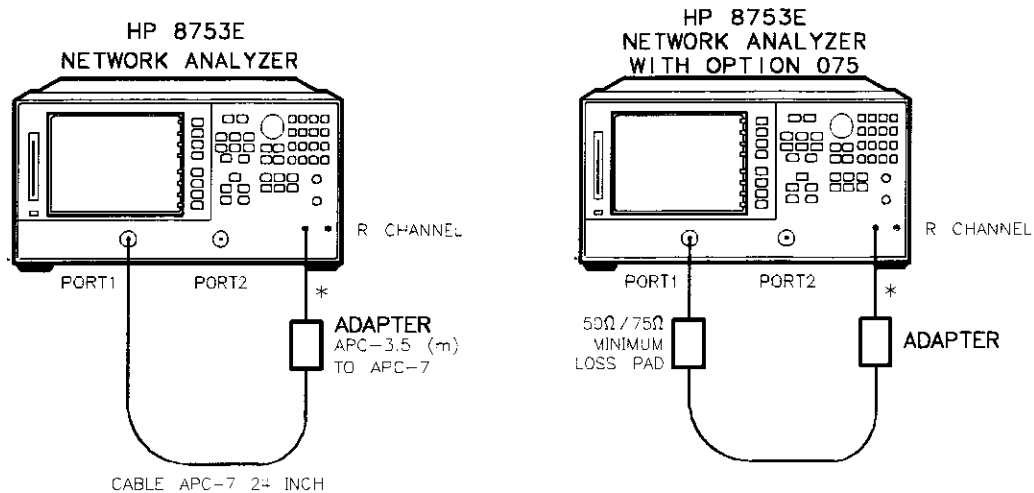 HP 8753E
NETWORK ANALYZER
R CHANNEL
PORT1
PORT2
*
ADAPTER
APC-3.5 (m)
TO APC-7
CABLE APC-7 24 INCH
HP 8753E
NETWORK ANALYZER
WITH OPTION 075
R CHANNEL
PORT1
PORT2
*
50Ω/75Ω
MINIMUM
LOSS PAD
ADAPTER